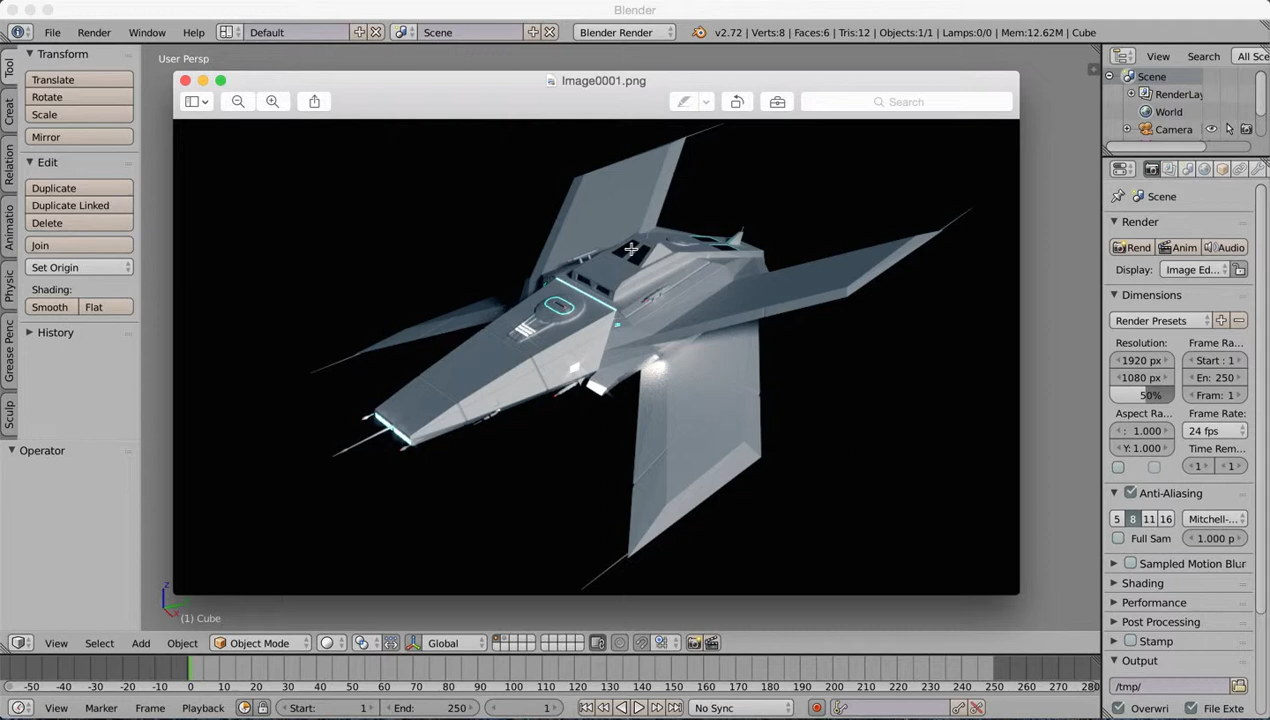 Blender
File Render Window Help Default Scene Blender Render v2.72 | Verts:8 | Faces:6 | Tris:12 | Objects:1/1 | Lamps:0/0 | Mem:12.62M | Cube
View Search All Sce
Tool
Creat
Relation
Animatio
Physic
Grease Penc
Sculp
Transform
Translate
Rotate
Scale
Mirror
Edit
Duplicate
Duplicate Linked
Delete
Join
Set Origin
Shading:
Smooth Flat
History
Operator
User Persp
Image0001.png
Search
z
x
(1) Cube
Scene
RenderLay
World
Camera
Scene
Render
Rend Anim Audio
Display: Image Ed...
Dimensions
Render Presets
Resolution: Frame Ra...
1920 px Start : 1
1080 px En: 250
50% Fram: 1
Aspect Ra... Frame Rate:
: 1.000 24 fps
Y: 1.000 Time Rem...
1 1
Anti-Aliasing
5 8 11 16 Mitchell-...
Full Sam 1.000 p
Sampled Motion Blur
Shading
Performance
Post Processing
Stamp
Output
/tmp/
Overwri File Exte
View Select Add Object Object Mode Global
-50 -40 -30 -20 -10 0 10 20 30 40 50 60 70 80 90 100 110 120 130 140 150 160 170 180 190 200 210 220 230 240 250 260 270 280
View Marker Frame Playback Start: 1 End: 250 1 No Sync